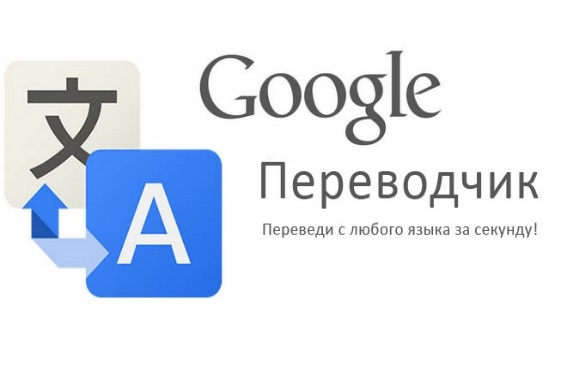 文
A
Google
Переводчик
Переведи с любого языка за секунду!